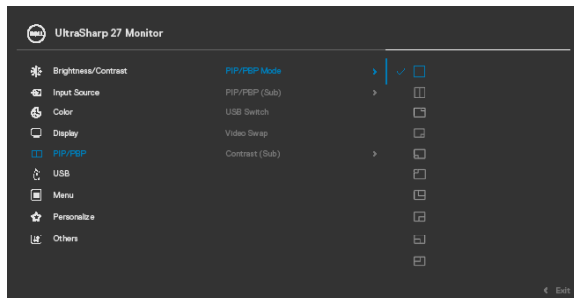 DELL UltraSharp 27 Monitor
Brightness/Contrast PIP/PBP Mode
Input Source PIP/PBP (Sub)
Color USB Switch
Display Video Swap
PIP/PBP Contrast (Sub)
USB
Menu
Personalize
Others
Exit